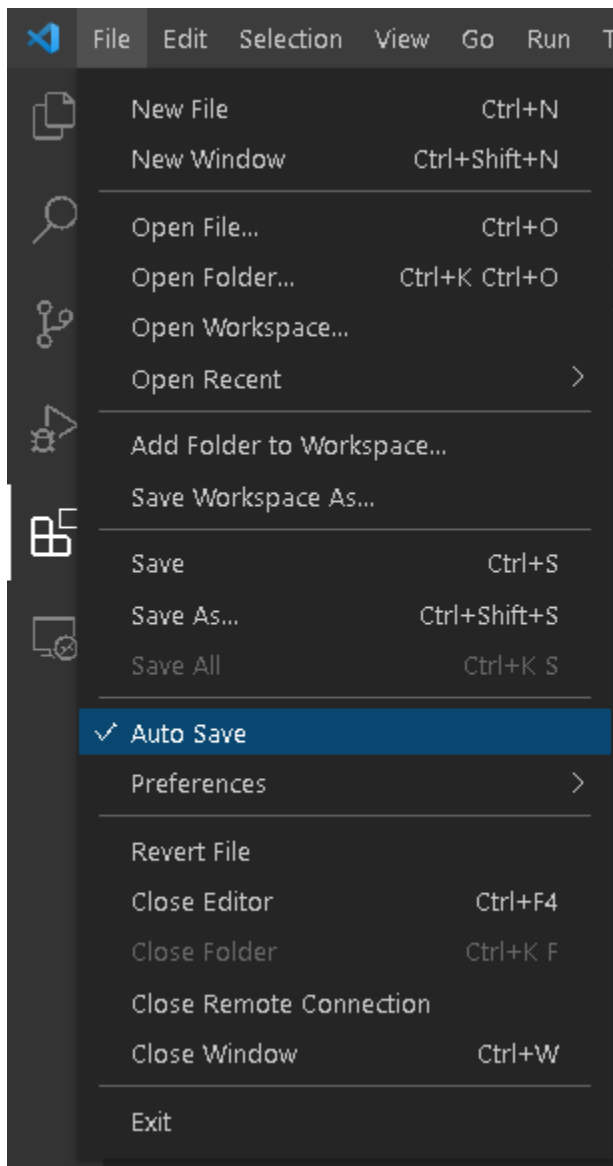 File Edit Selection View Go Run T
New File Ctrl+N
New Window Ctrl+Shift+N
Open File... Ctrl+O
Open Folder... Ctrl+K Ctrl+O
Open Workspace...
Open Recent
Add Folder to Workspace...
Save Workspace As...
Save Ctrl+S
Save As... Ctrl+Shift+S
Save All Ctrl+K S
Auto Save
Preferences
Revert File
Close Editor Ctrl+F4
Close Folder Ctrl+K F
Close Remote Connection
Close Window Ctrl+W
Exit